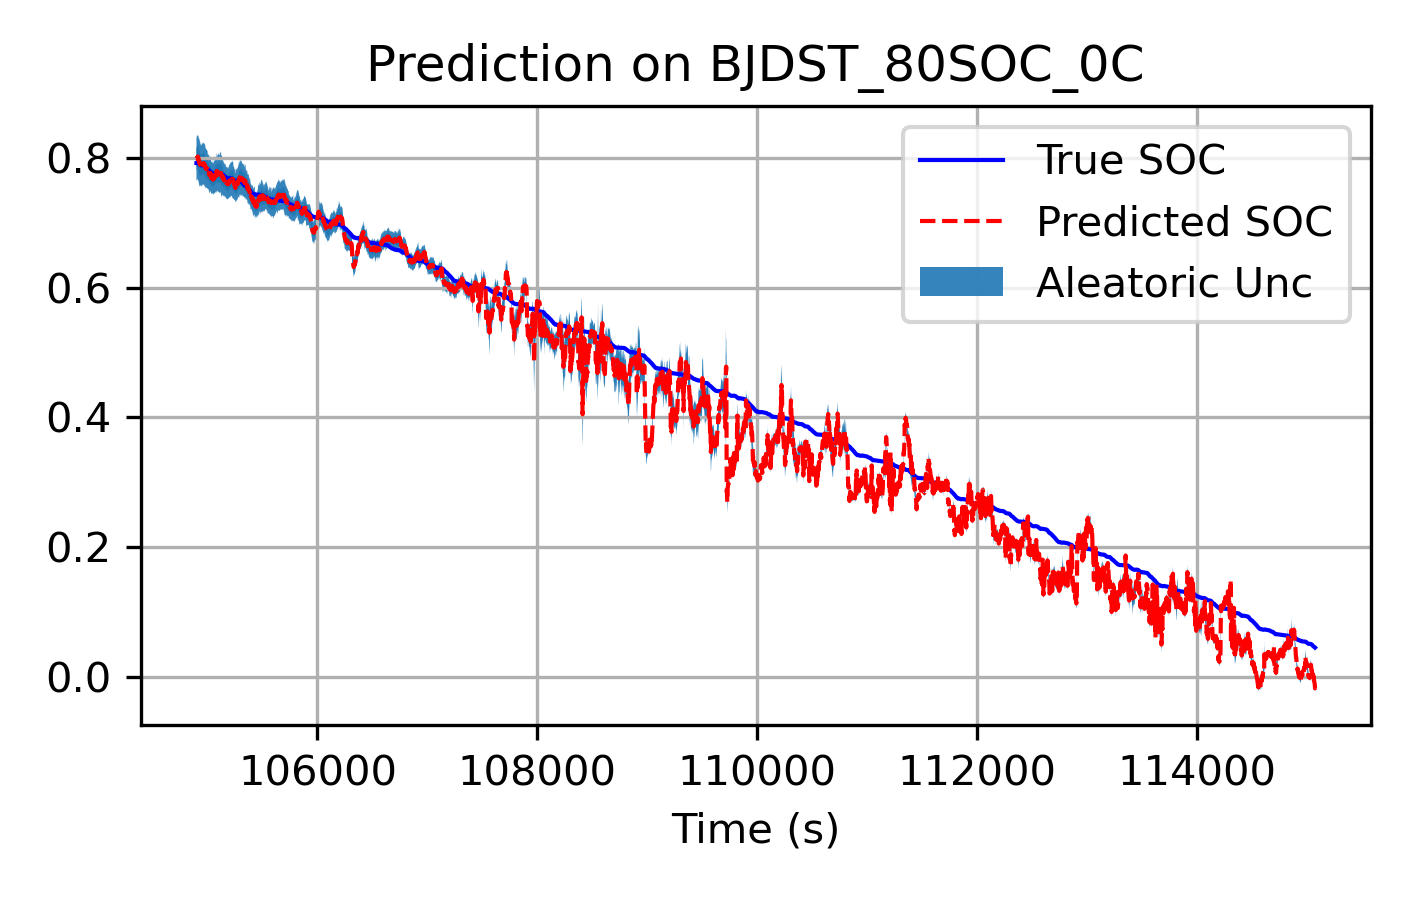 Prediction on BJDST_80SOC_0C
True SOC
Predicted SOC
Aleatoric Unc
0.8
0.6
0.4
0.2
0.0
106000 108000 110000 112000 114000
Time (s)